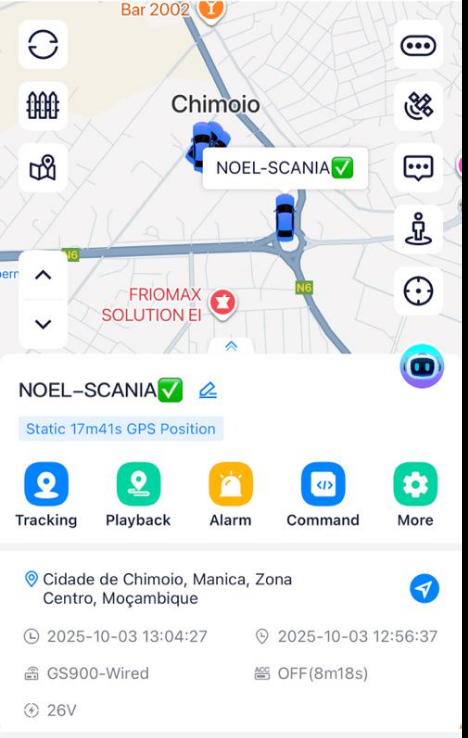 Bar 2002
Chimoio
NOEL-SCANIA✅
N6
N6
FRIOMAX
SOLUTION EI
NOEL-SCANIA✅
Static 17m41s GPS Position
Tracking
Playback
Alarm
Command
More
Cidade de Chimoio, Manica, Zona
Centro, Moçambique
2025-10-03 13:04:27
2025-10-03 12:56:37
GS900-Wired
ACC
OFF(8m18s)
26V